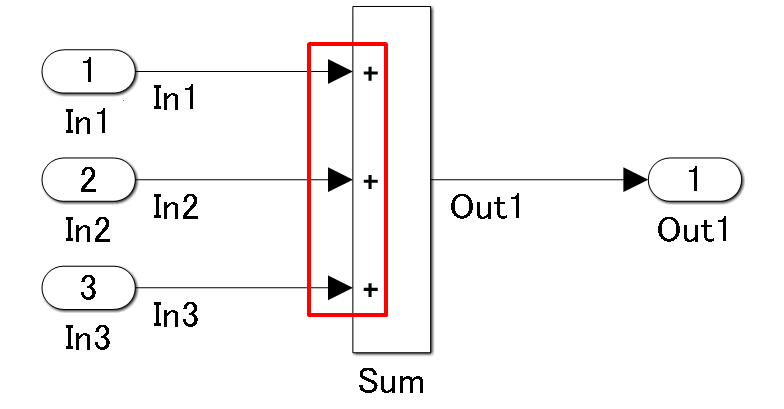 1
+
In1
In1
2
+
In2
Out1
1
In2
Out1
3
+
In3
In3
Sum